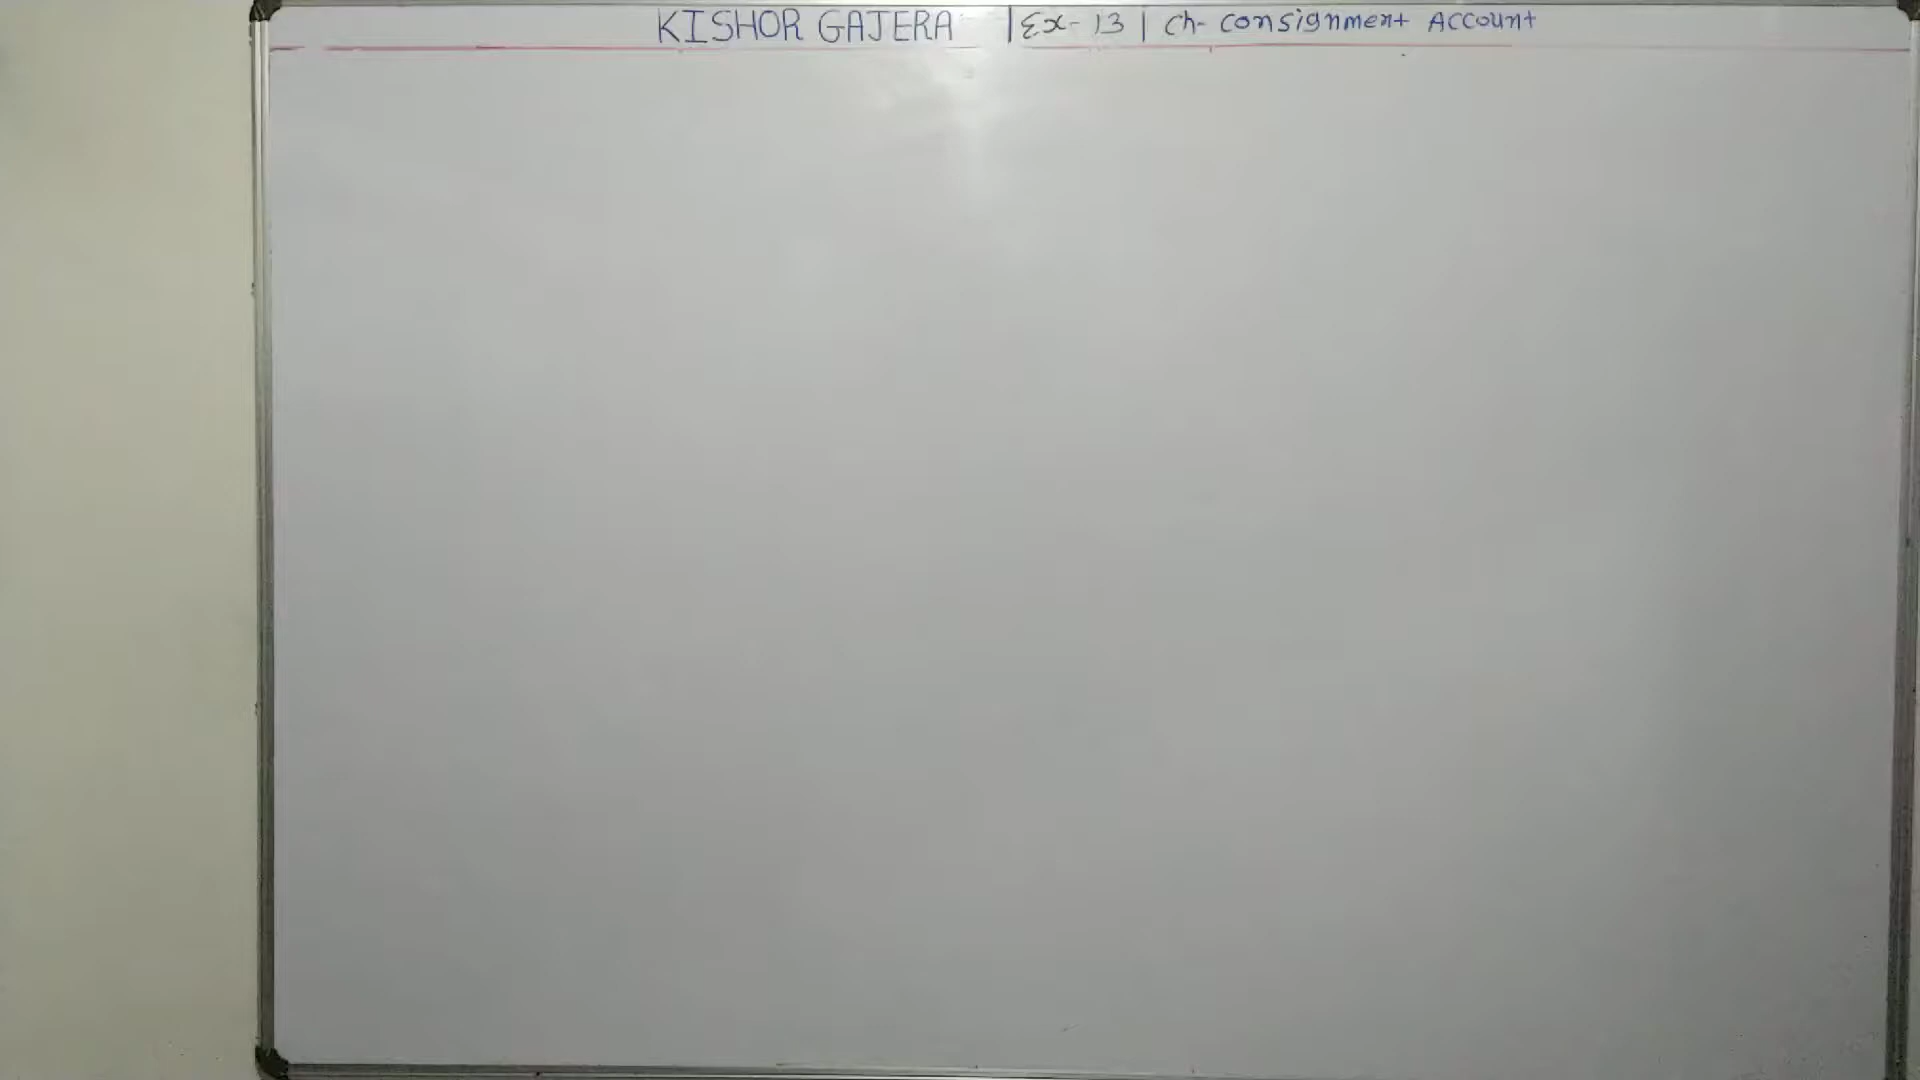 KISHOR GAJERA | Ex- 13 | Ch- Consignment Account